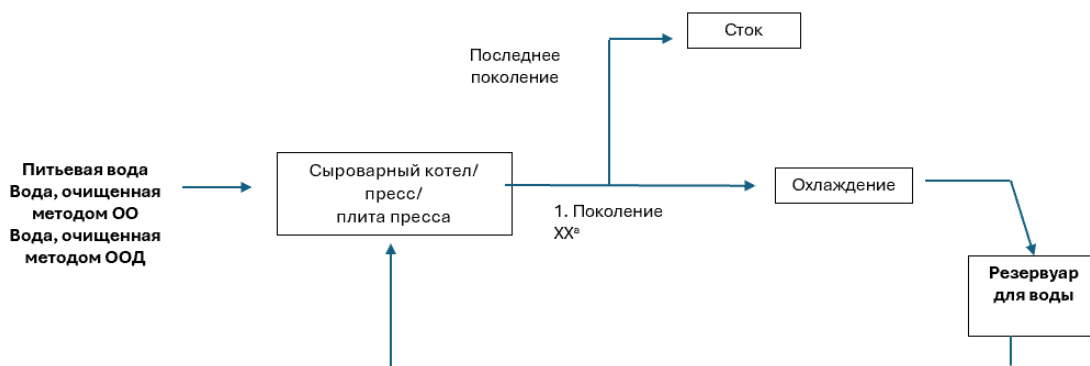 Сток
Последнее
поколение
Питьевая вода
Вода, очищенная
методом ОО
Вода, очищенная
методом ООД
Сыроварный котел/
пресс/
плита пресса
1. Поколение
XXª
Охлаждение
Резервуар
для воды